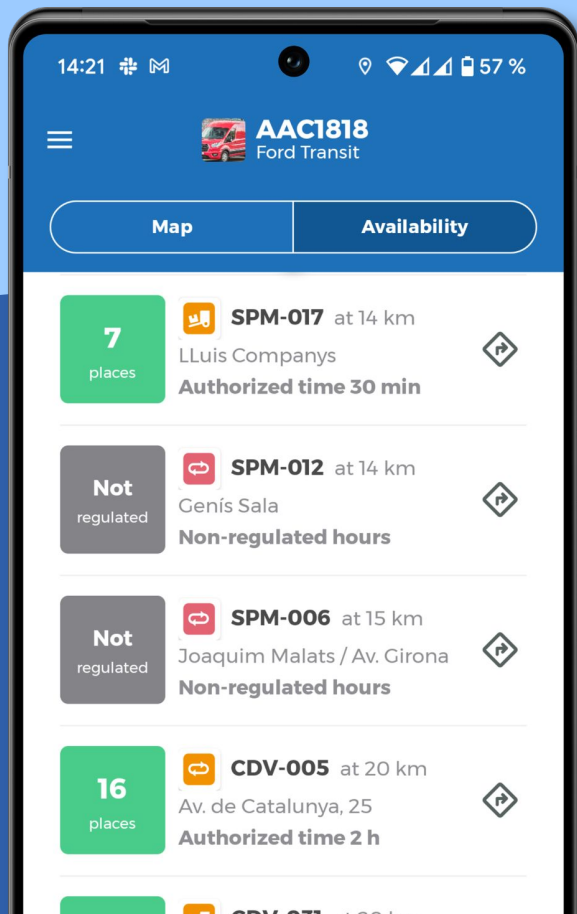 14:21 57 %
AAC1818
Ford Transit
Map Availability
7
places
SPM-017 at 14 km
LLuis Companys
Authorized time 30 min
Not
regulated
SPM-012 at 14 km
Genís Sala
Non-regulated hours
Not
regulated
SPM-006 at 15 km
Joaquim Malats / Av. Girona
Non-regulated hours
16
places
CDV-005 at 20 km
Av. de Catalunya, 25
Authorized time 2 h